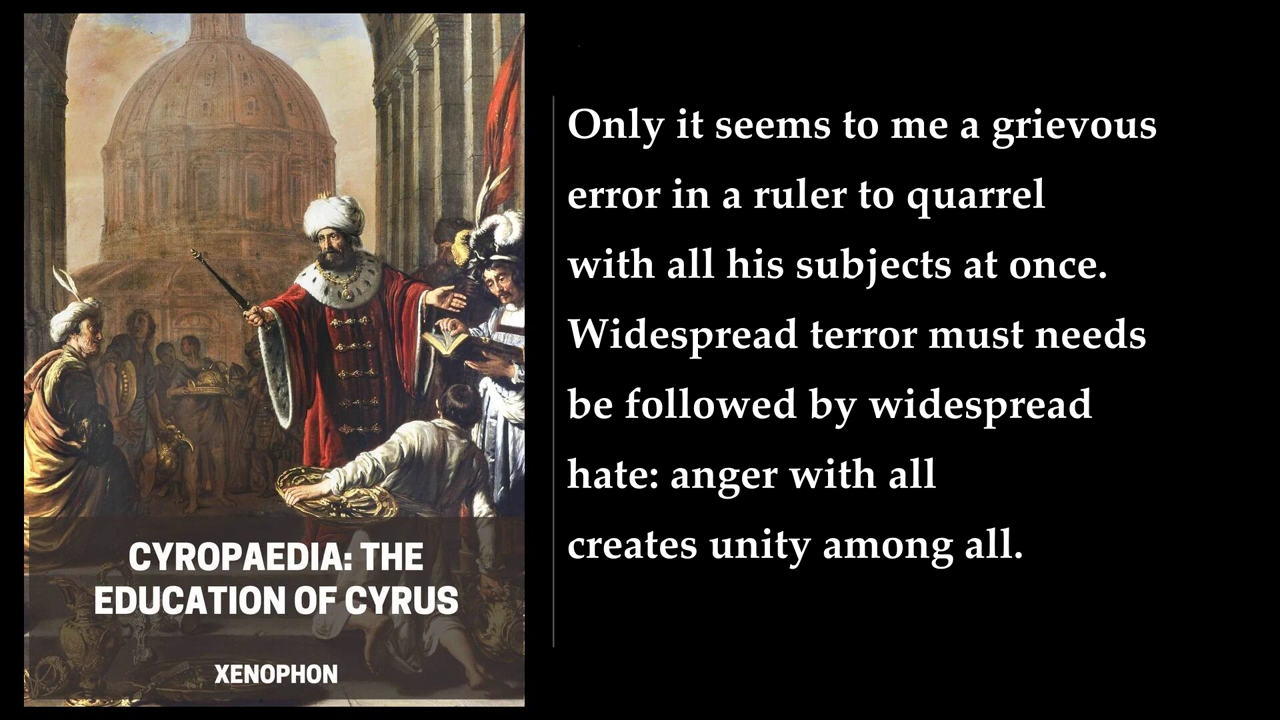 CYROPAEDIA: THE
EDUCATION OF CYRUS
XENOPHON
Only it seems to me a grievous
error in a ruler to quarrel
with all his subjects at once.
Widespread terror must needs
be followed by widespread
hate: anger with all
creates unity among all.